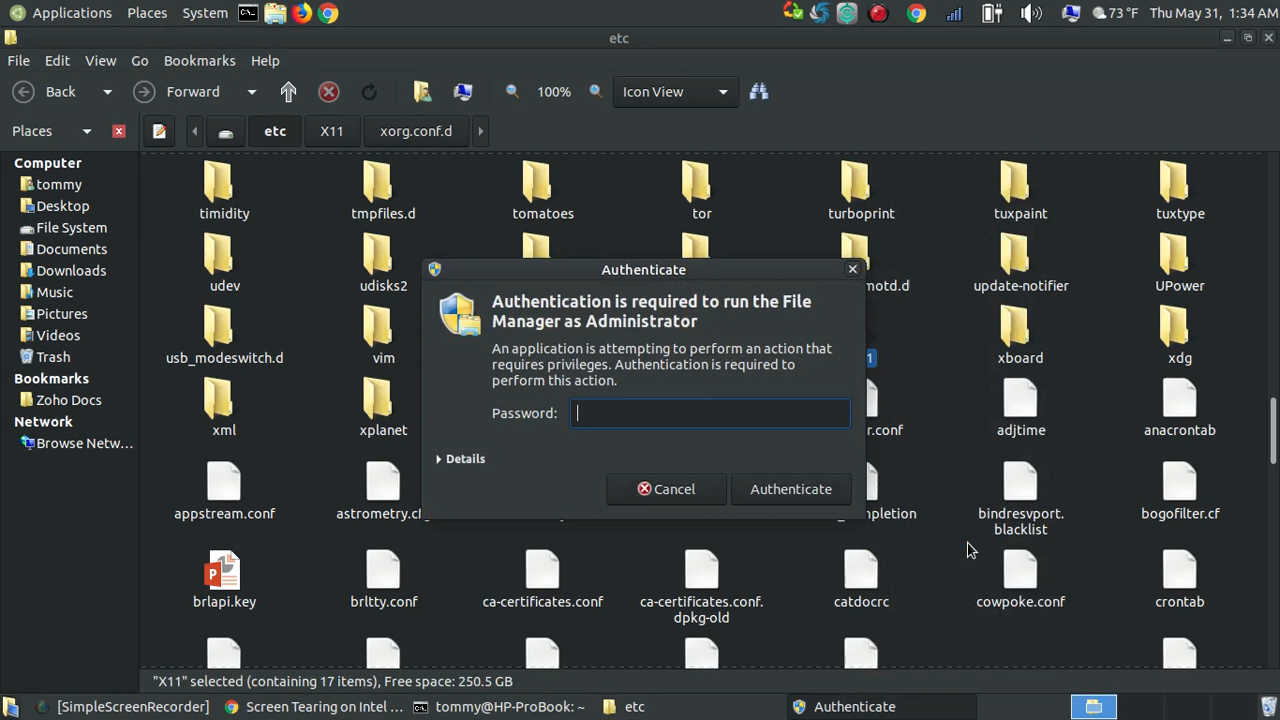 Applications Places System 73 °F Thu May 31, 1:34 AM
etc
File Edit View Go Bookmarks Help
Back Forward 100% Icon View
Places etc X11 xorg.conf.d
Computer
tommy
Desktop
File System
Documents
Downloads
Music
Pictures
Videos
Trash
Bookmarks
Zoho Docs
Network
Browse Netw...
timidity tmpfiles.d tomatoes tor turboprint tuxpaint tuxtype
udev udisks2 motd.d update-notifier UPower
usb_modeswitch.d vim 1 xboard xdg
xml xplanet r.conf adjtime anacrontab
appstream.conf astrometry.cf completion bindresvport. bogofilter.cf
blacklist
brlapi.key brltty.conf ca-certificates.conf ca-certificates.conf. catdocrc cowpoke.conf crontab
dpkg-old
Authenticate
Authentication is required to run the File
Manager as Administrator
An application is attempting to perform an action that
requires privileges. Authentication is required to
perform this action.
Password:
Details
Cancel Authenticate
"X11" selected (containing 17 items), Free space: 250.5 GB
[SimpleScreenRecorder] Screen Tearing on Intel ... tommy@HP-ProBook: ~ etc Authenticate